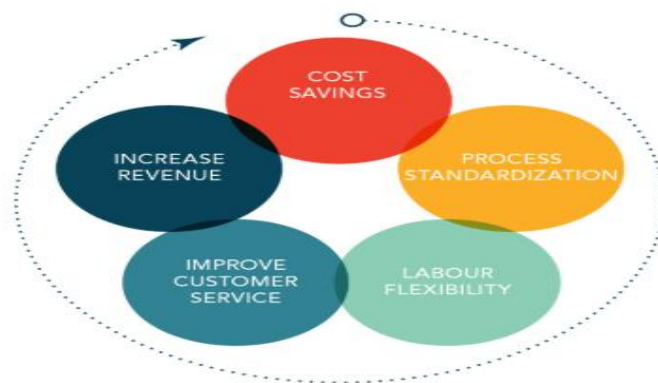 COST
SAVINGS
PROCESS
STANDARDIZATION
LABOUR
FLEXIBILITY
IMPROVE
CUSTOMER
SERVICE
INCREASE
REVENUE